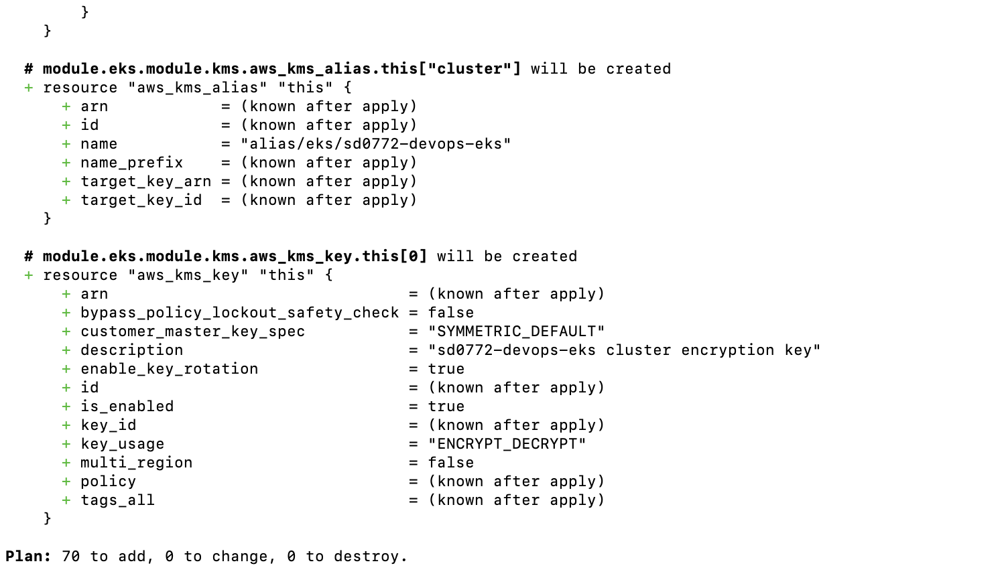 }
}
# module.eks.module.kms.aws_kms_alias.this["cluster"] will be created
+ resource "aws_kms_alias" "this" {
+ arn = (known after apply)
+ id = (known after apply)
+ name = "alias/eks/sd0772-devops-eks"
+ name_prefix = (known after apply)
+ target_key_arn = (known after apply)
+ target_key_id = (known after apply)
}
# module.eks.module.kms.aws_kms_key.this[0] will be created
+ resource "aws_kms_key" "this" {
+ arn = (known after apply)
+ bypass_policy_lockout_safety_check = false
+ customer_master_key_spec = "SYMMETRIC_DEFAULT"
+ description = "sd0772-devops-eks cluster encryption key"
+ enable_key_rotation = true
+ id = (known after apply)
+ is_enabled = true
+ key_id = (known after apply)
+ key_usage = "ENCRYPT_DECRYPT"
+ multi_region = false
+ policy = (known after apply)
+ tags_all = (known after apply)
}
Plan: 70 to add, 0 to change, 0 to destroy.